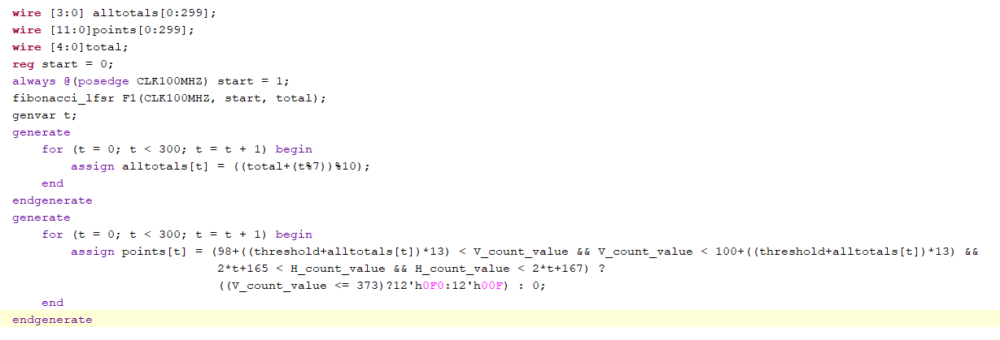 wire [3:0] alltotals[0:299];
wire [11:0]points[0:299];
wire [4:0]total;
reg start = 0;
always @(posedge CLK100MHZ) start = 1;
fibonacci_lfsr F1(CLK100MHZ, start, total);
genvar t;
generate
    for (t = 0; t < 300; t = t + 1) begin
        assign alltotals[t] = ((total+(t%7))%10);
    end
endgenerate
generate
    for (t = 0; t < 300; t = t + 1) begin
        assign points[t] = (98+((threshold+alltotals[t])*13) < V_count_value && V_count_value < 100+((threshold+alltotals[t])*13) &&
                            2*t+165 < H_count_value && H_count_value < 2*t+167) ?
                            ((V_count_value <= 373)?12'h0F0:12'h00F) : 0;
    end
endgenerate